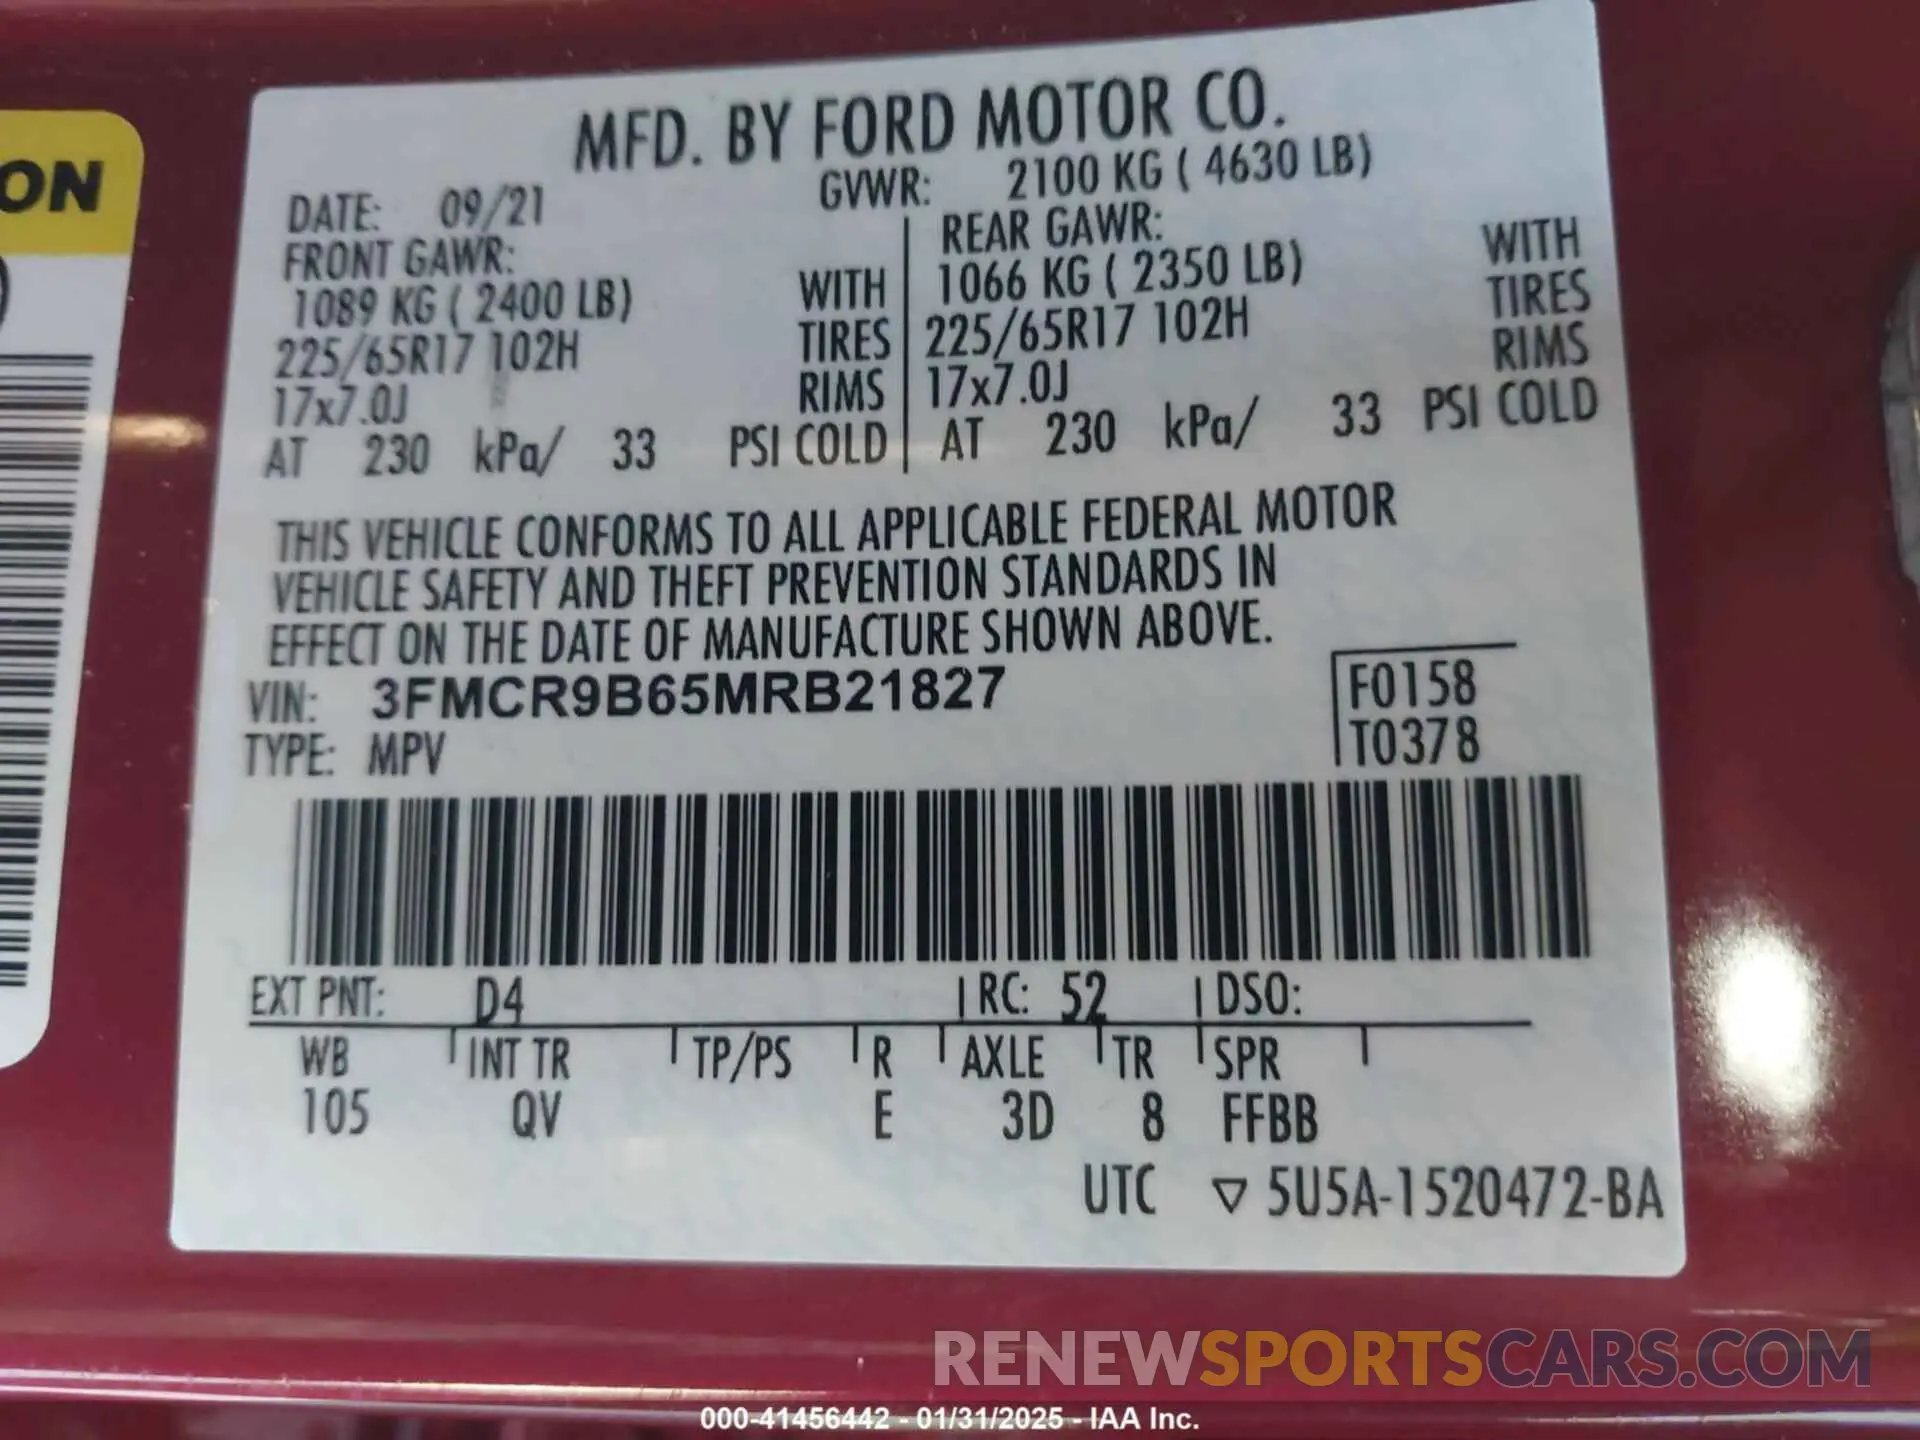 MFD. BY FORD MOTOR CO.
DATE: 09/21 GVWR: 2100 KG ( 4630 LB)
FRONT GAWR: REAR GAWR:
1089 KG ( 2400 LB) WITH 1066 KG ( 2350 LB) WITH
225/65R17 102H TIRES 225/65R17 102H TIRES
17x7.0J RIMS 17x7.0J RIMS
AT 230 kPa/ 33 PSI COLD AT 230 kPa/ 33 PSI COLD
THIS VEHICLE CONFORMS TO ALL APPLICABLE FEDERAL MOTOR
VEHICLE SAFETY AND THEFT PREVENTION STANDARDS IN
EFFECT ON THE DATE OF MANUFACTURE SHOWN ABOVE.
VIN: 3FMCR9B65MRB21827 F0158
TYPE: MPV T0378
EXT PNT: D4 RC: 52 DSO:
WB INT TR TP/PS R AXLE TR SPR
105 QV E 3D 8 FFBB
UTC ▽ 5U5A-1520472-BA
ON
RENEWSPORTSCARS.COM
000-41456442 - 01/31/2025 - IAA Inc.